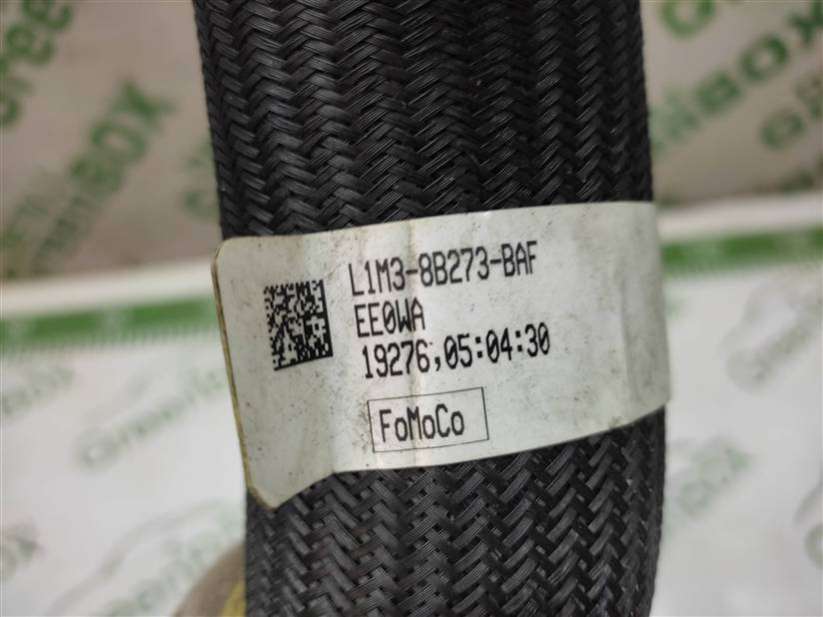 L1M3-8B273-BAF
EE0WA
19276,05:04:30
FoMoCo